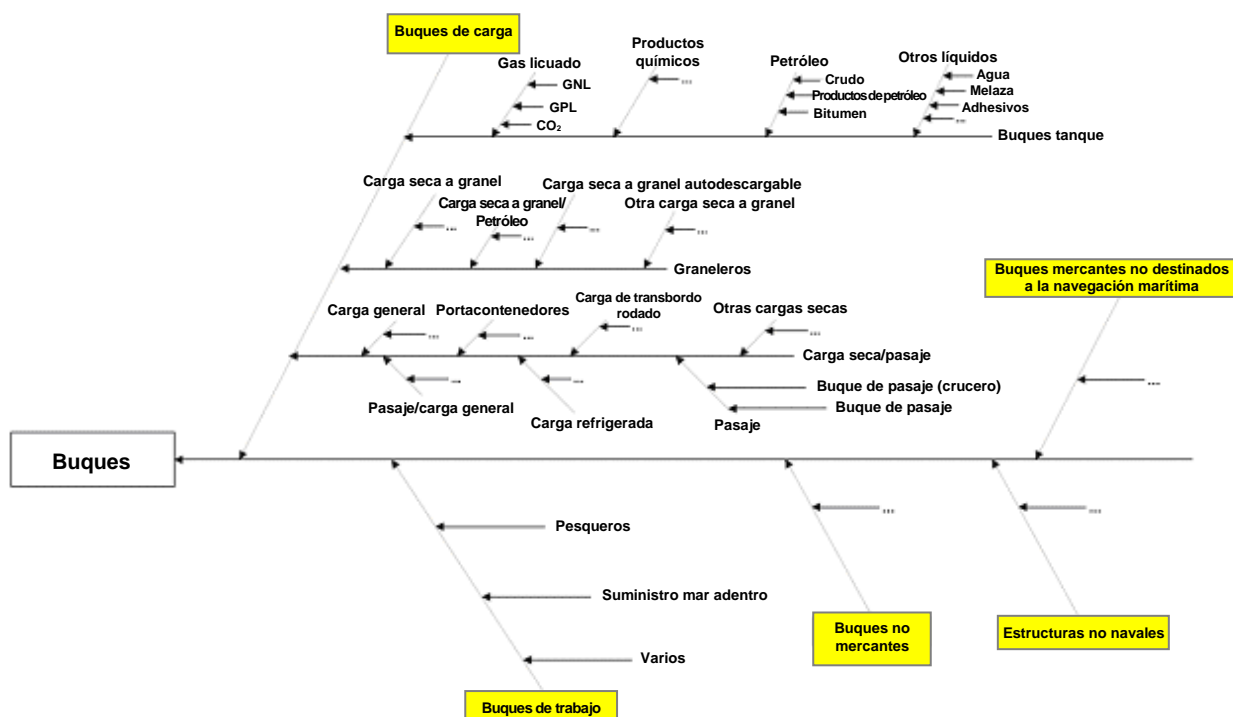 Buques de carga
Gas licuado
GNL
GPL
CO₂
Productos
químicos
...
Petróleo
Crudo
Productos de petróleo
Bitumen
Otros líquidos
Agua
Melaza
Adhesivos
...
Buques tanque
Carga seca a granel
...
Carga seca a granel/
Petróleo
...
Carga seca a granel autodescargable
...
Otra carga seca a granel
...
Graneleros
Buques mercantes no destinados
a la navegación marítima
...
Carga general
...
Portacontenedores
...
Carga de transbordo
rodado
...
Otras cargas secas
...
Carga seca/pasaje
...
Pasaje/carga general
...
Carga refrigerada
Buque de pasaje (crucero)
Buque de pasaje
Pasaje
Buques
Pesqueros
Suministro mar adentro
Varios
Buques de trabajo
...
Buques no
mercantes
...
Estructuras no navales